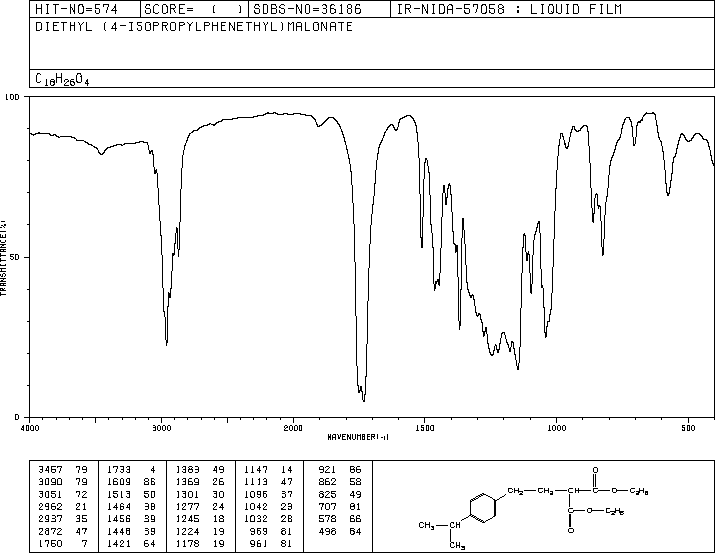 HIT-NO=574 SCORE= ( ) SDBS-NO=36186 IR-NIDA-57058 : LIQUID FILM
DIETHYL (4-ISOPROPYLPHENETHYL)MALONATE
C18H26O4
100
50
0
TRANSMITTANCE(%)
4000 3000 2000 1500 1000 500
WAVENUMBER(-1)
3467 79 1733 4 1383 49 1147 14 921 86
3090 79 1609 86 1369 26 1113 47 862 58
3051 72 1513 50 1301 30 1096 37 825 49
2962 21 1464 38 1277 24 1042 23 707 81
2937 35 1456 39 1245 18 1032 28 578 66
2872 47 1448 39 1224 19 969 81 498 84
1750 7 1421 64 1178 19 961 81
O
CH2-CH2-CH-C-O-C2H5
C-O-C2H5
O
CH3-CH
CH3